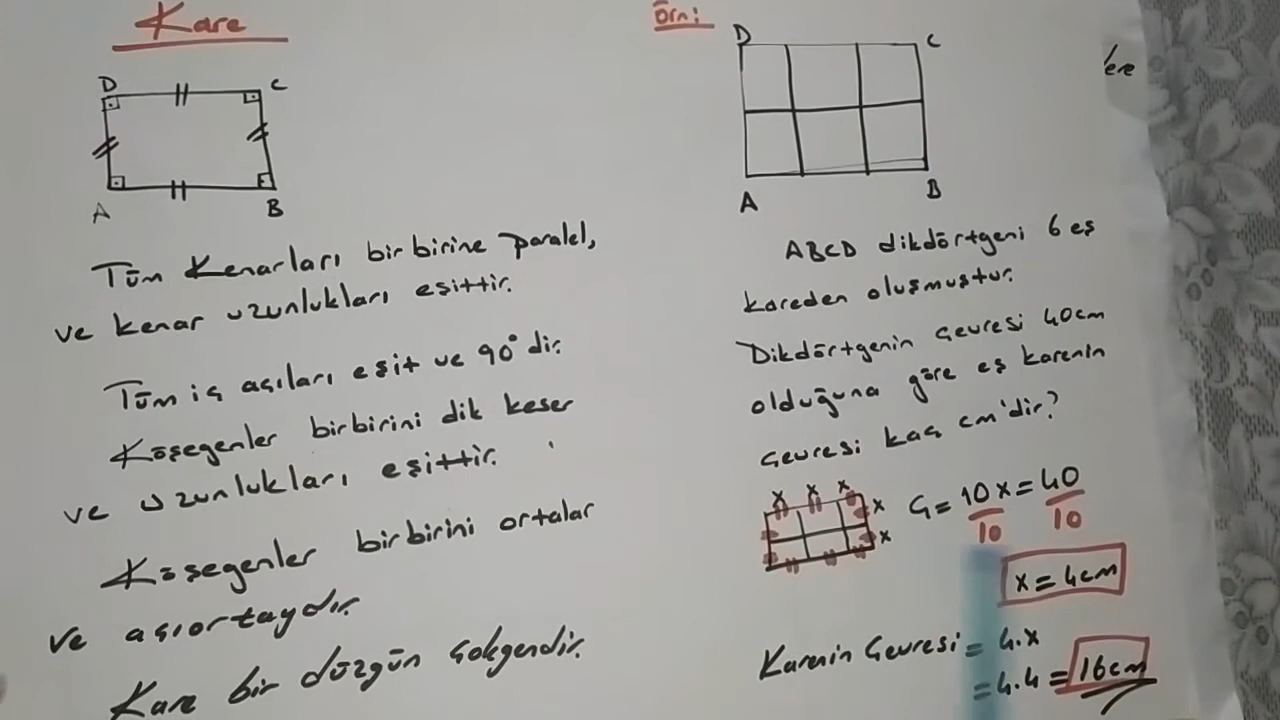 Kare
D C
A B
Tüm Kenarları birbirine paralel,
ve kenar uzunlukları eşittir.
Tüm iç açıları eşit ve 90° dir.
Köşegenler birbirini dik keser
ve uzunlukları eşittir.
Köşegenler birbirini ortalar
ve açıortaydır.
Kare bir düzgün çokgendir.
Örn:
D C
A B
ABCD dikdörtgeni 6 eş
kareden oluşmuştur.
Dikdörtgenin Çevresi 40cm
olduğuna göre eş karenin
çevresi kaç cm'dir?
x x x
x
x
Ç = 10x = 40
10 10
x = 4cm
Karenin Çevresi = 4.x
= 4.4 = 16cm